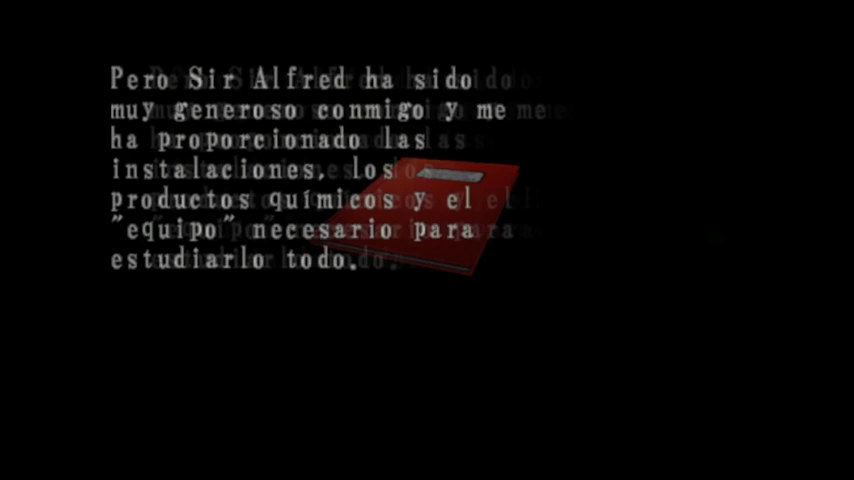 Pero Sir Alfred ha sido
muy generoso conmigo y me
ha proporcionado las
instalaciones, los
productos químicos y el
"equipo" necesario para
estudiarlo todo.